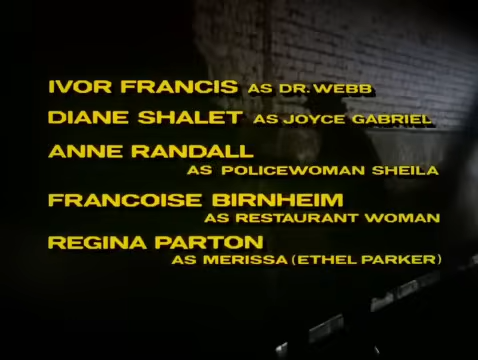 IVOR FRANCIS AS DR. WEBB
DIANE SHALET AS JOYCE GABRIEL
ANNE RANDALL
AS POLICEWOMAN SHEILA
FRANCOISE BIRNHEIM
AS RESTAURANT WOMAN
REGINA PARTON
AS MERISSA (ETHEL PARKER)